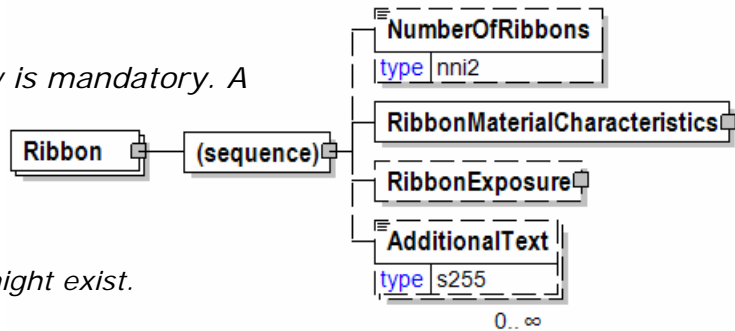 NumberOfRibbons
type nni2
is mandatory. A
RibbonMaterialCharacteristics
Ribbon
(sequence)
RibbonExposure
AdditionalText
type s255
might exist.
0..∞